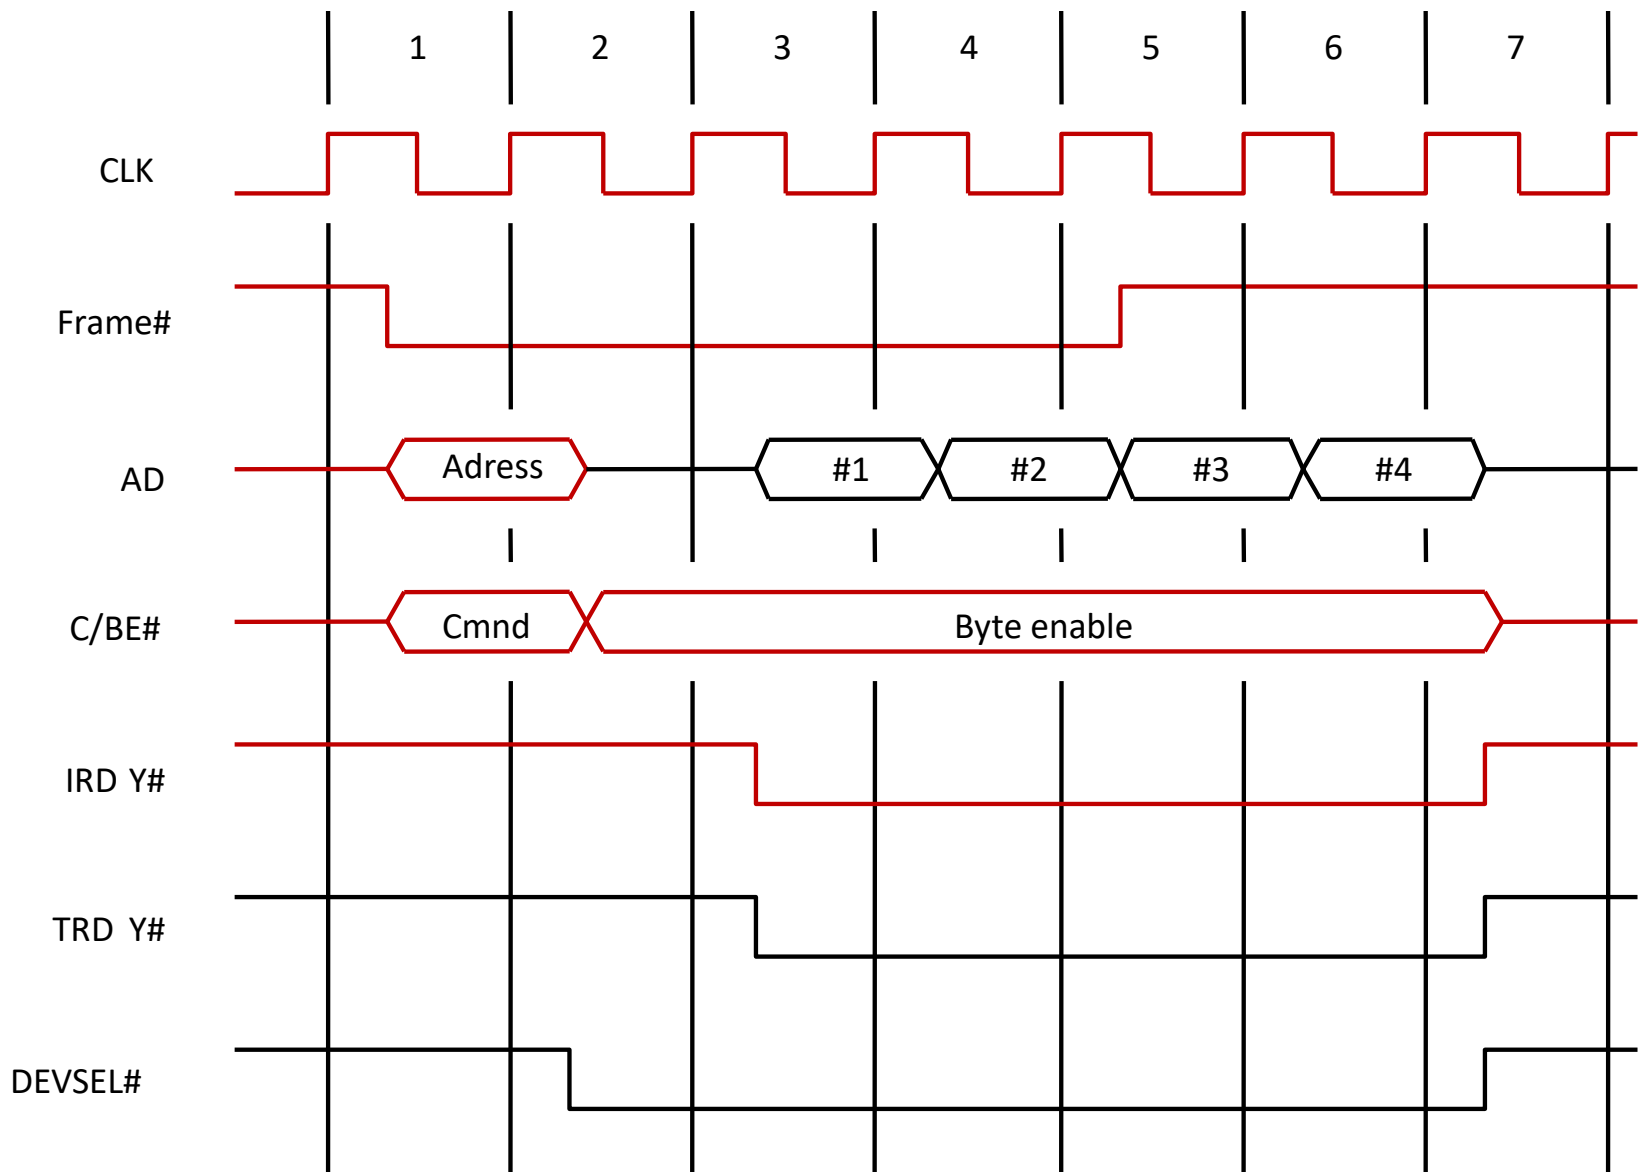 1 2 3 4 5 6 7
CLK
Frame#
AD Adress #1 #2 #3 #4
C/BE# Cmnd Byte enable
IRD Y#
TRD Y#
DEVSEL#